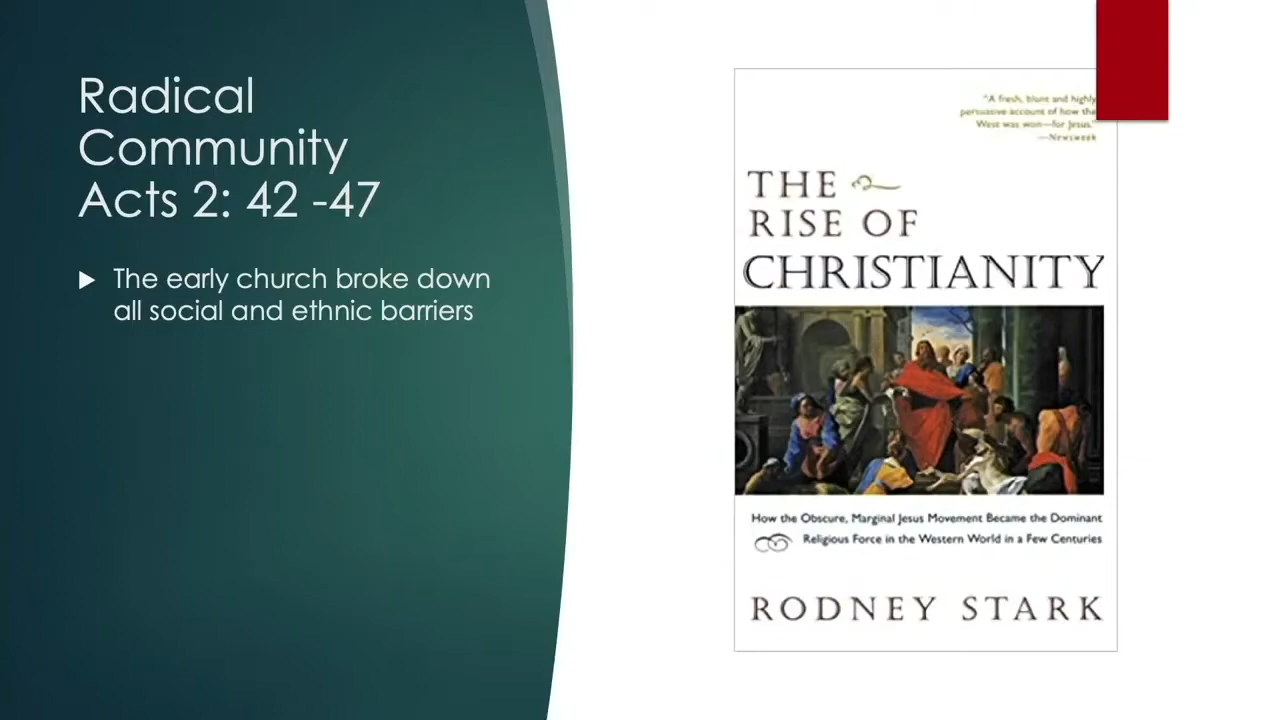 Radical
Community
Acts 2: 42 -47
The early church broke down
all social and ethnic barriers
"A fresh, blunt and highly
persuasive account of how the
West was won—for Jesus."
—Newsweek
THE
RISE OF
CHRISTIANITY
How the Obscure, Marginal Jesus Movement Became the Dominant
Religious Force in the Western World in a Few Centuries
RODNEY STARK